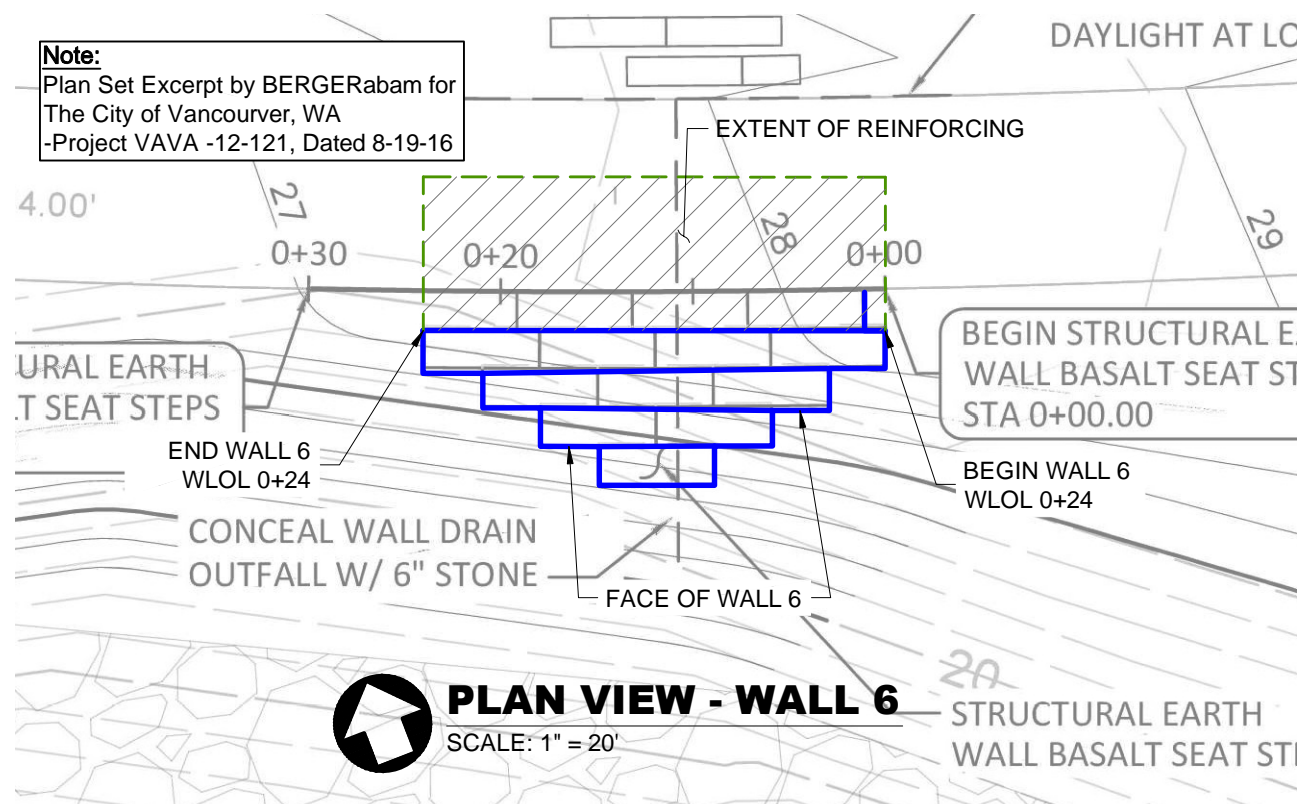 Note:
Plan Set Excerpt by BERGERabam for
The City of Vancourver, WA
-Project VAVA -12-121, Dated 8-19-16
DAYLIGHT AT LO
EXTENT OF REINFORCING
4.00'
27
28
29
0+30
0+20
0+00
URAL EARTH
LT SEAT STEPS
BEGIN STRUCTURAL EA
WALL BASALT SEAT ST
STA 0+00.00
END WALL 6
WLOL 0+24
BEGIN WALL 6
WLOL 0+24
CONCEAL WALL DRAIN
OUTFALL W/ 6" STONE
FACE OF WALL 6
20
PLAN VIEW - WALL 6
SCALE: 1" = 20'
STRUCTURAL EARTH
WALL BASALT SEAT STE